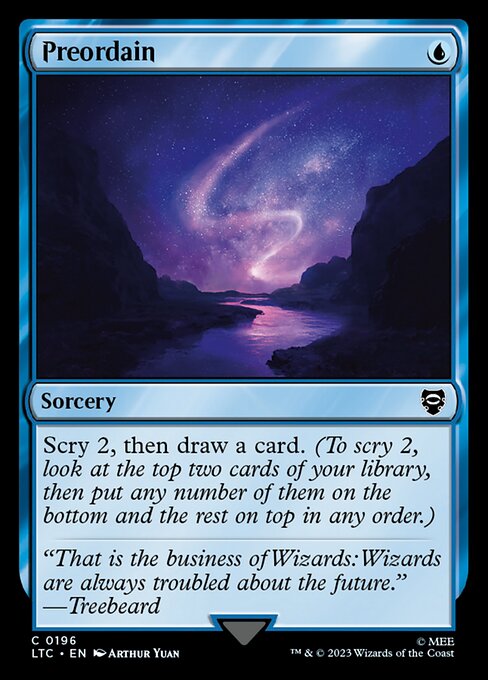 Preordain
Sorcery
Scry 2, then draw a card. (To scry 2,
look at the top two cards of your library,
then put any number of them on the
bottom and the rest on top in any order.)
“That is the business of Wizards: Wizards
are always troubled about the future.”
—Treebeard
C 0196
LTC • EN Arthur Yuan
© MEE
™ & © 2023 Wizards of the Coast